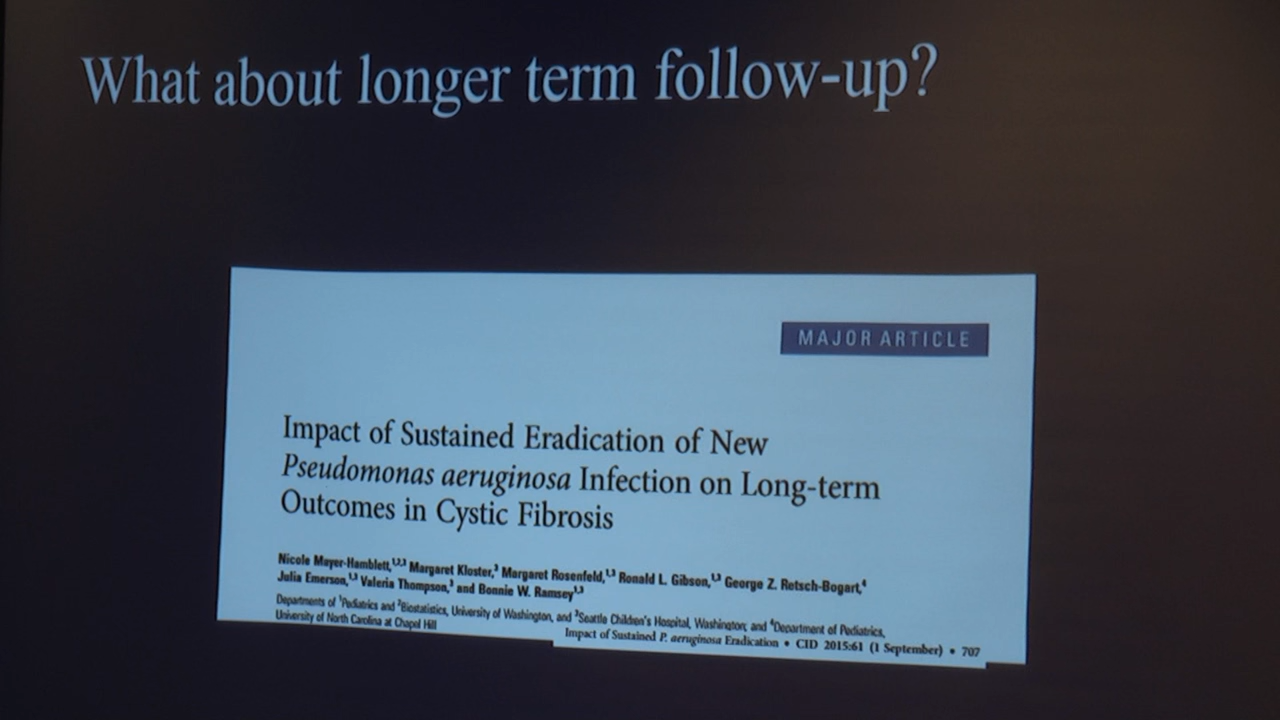 What about longer term follow-up?
MAJOR ARTICLE
Impact of Sustained Eradication of New
Pseudomonas aeruginosa Infection on Long-term
Outcomes in Cystic Fibrosis
Nicole Mayer-Hamblett,1,2,3 Margaret Kloster,3 Margaret Rosenfeld,1,3 Ronald L. Gibson,1,3 George Z. Retsch-Bogart,4
Julia Emerson,1,3 Valeria Thompson,3 and Bonnie W. Ramsey1,3
Departments of 1Pediatrics and 2Biostatistics, University of Washington, and 3Seattle Children's Hospital, Washington; and 4Department of Pediatrics,
University of North Carolina at Chapel Hill
Impact of Sustained P. aeruginosa Eradication • CID 2015:61 (1 September) • 707